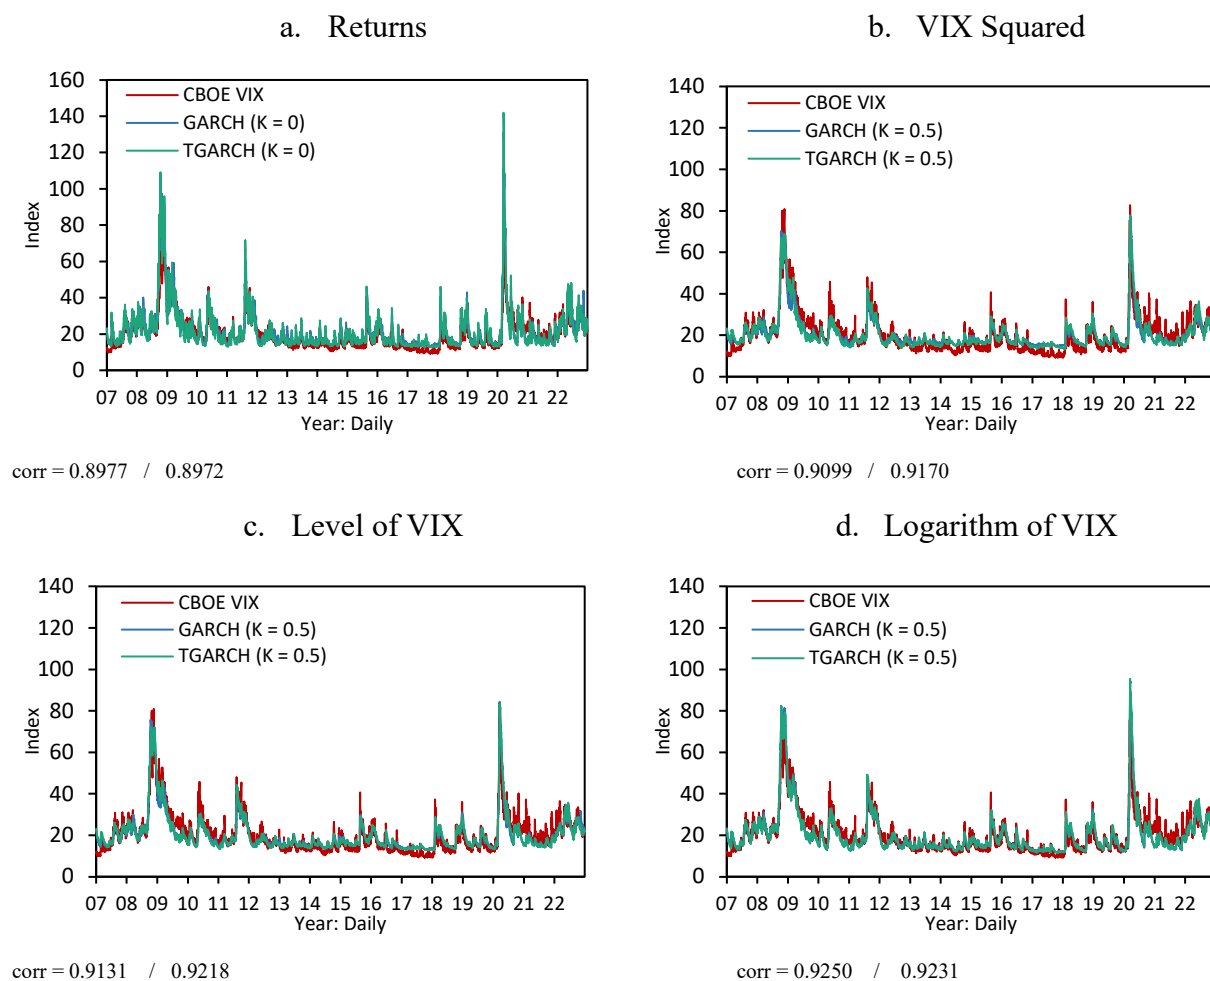 a. Returns
160
140
120
100
80
60
40
20
0
Index
CBOE VIX
GARCH (K = 0)
TGARCH (K = 0)
07 08 09 10 11 12 13 14 15 16 17 18 19 20 21 22
Year: Daily
corr = 0.8977 / 0.8972
b. VIX Squared
140
120
100
80
60
40
20
0
Index
CBOE VIX
GARCH (K = 0.5)
TGARCH (K = 0.5)
07 08 09 10 11 12 13 14 15 16 17 18 19 20 21 22
Year: Daily
corr = 0.9099 / 0.9170
c. Level of VIX
140
120
100
80
60
40
20
0
Index
CBOE VIX
GARCH (K = 0.5)
TGARCH (K = 0.5)
07 08 09 10 11 12 13 14 15 16 17 18 19 20 21 22
Year: Daily
corr = 0.9131 / 0.9218
d. Logarithm of VIX
140
120
100
80
60
40
20
0
Index
CBOE VIX
GARCH (K = 0.5)
TGARCH (K = 0.5)
07 08 09 10 11 12 13 14 15 16 17 18 19 20 21 22
Year: Daily
corr = 0.9250 / 0.9231